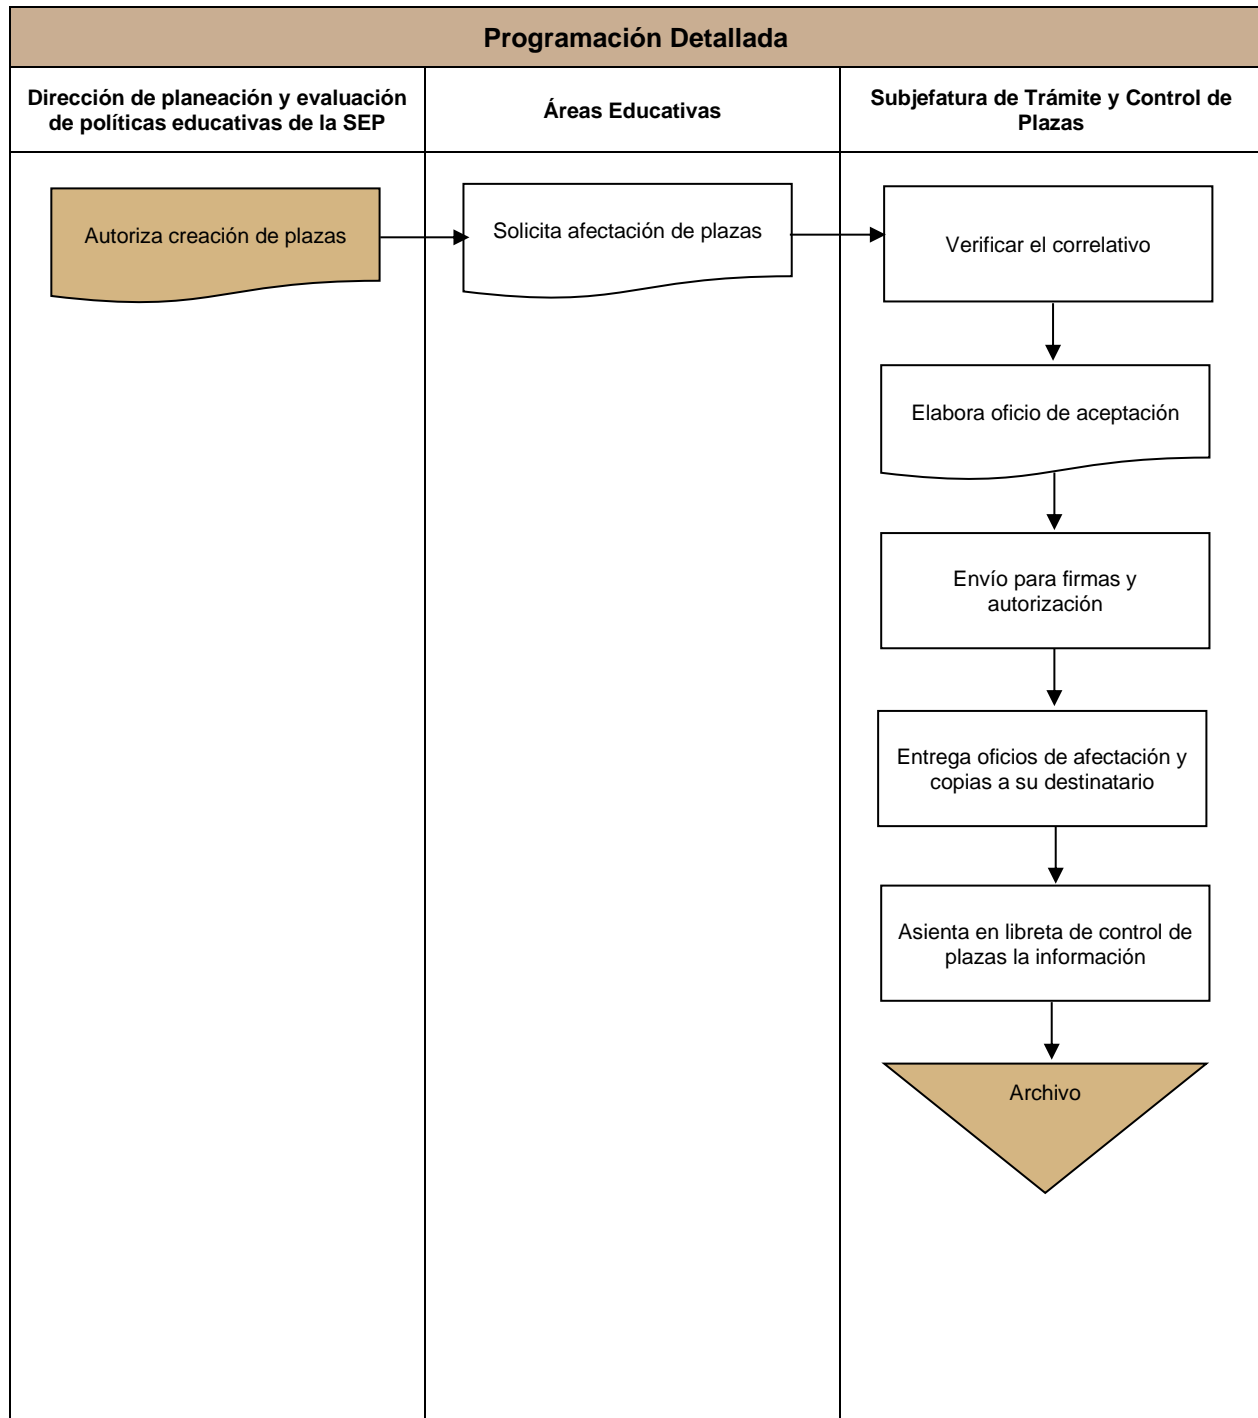 Programación Detallada
Dirección de planeación y evaluación
de políticas educativas de la SEP
Áreas Educativas
Subjefatura de Trámite y Control de
Plazas
Autoriza creación de plazas
Solicita afectación de plazas
Verificar el correlativo
Elabora oficio de aceptación
Envío para firmas y
autorización
Entrega oficios de afectación y
copias a su destinatario
Asienta en libreta de control de
plazas la información
Archivo